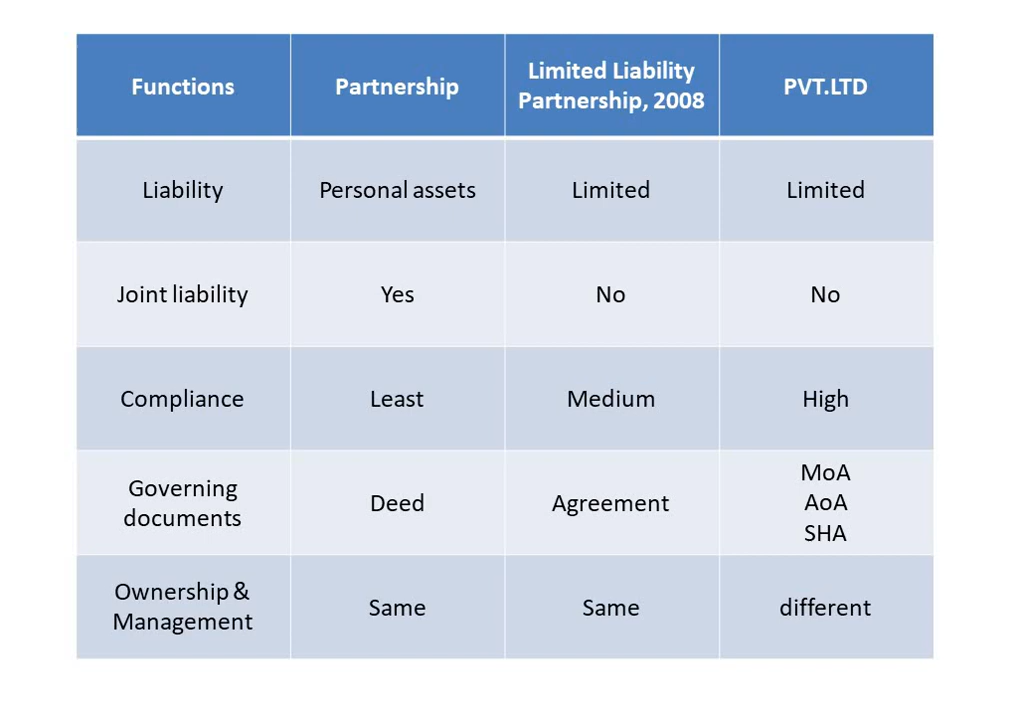 Functions
Partnership
Limited Liability
Partnership, 2008
PVT.LTD
Liability
Personal assets
Limited
Limited
Joint liability
Yes
No
No
Compliance
Least
Medium
High
Governing
documents
Deed
Agreement
MoA
AoA
SHA
Ownership &
Management
Same
Same
different